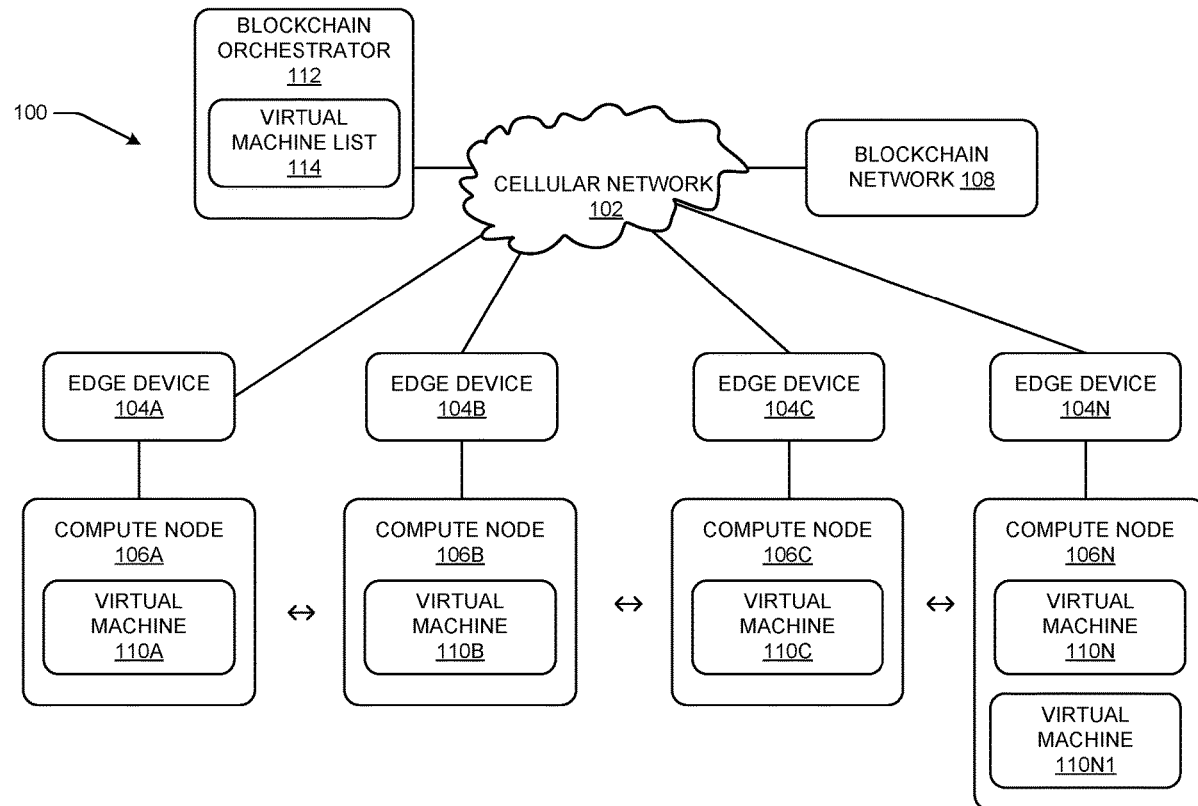 BLOCKCHAIN
ORCHESTRATOR
112
VIRTUAL
MACHINE LIST
114
100
CELLULAR NETWORK
102
BLOCKCHAIN
NETWORK 108
EDGE DEVICE
104A
EDGE DEVICE
104B
EDGE DEVICE
104C
EDGE DEVICE
104N
COMPUTE NODE
106A
VIRTUAL
MACHINE
110A
COMPUTE NODE
106B
VIRTUAL
MACHINE
110B
COMPUTE NODE
106C
VIRTUAL
MACHINE
110C
COMPUTE NODE
106N
VIRTUAL
MACHINE
110N
VIRTUAL
MACHINE
110N1